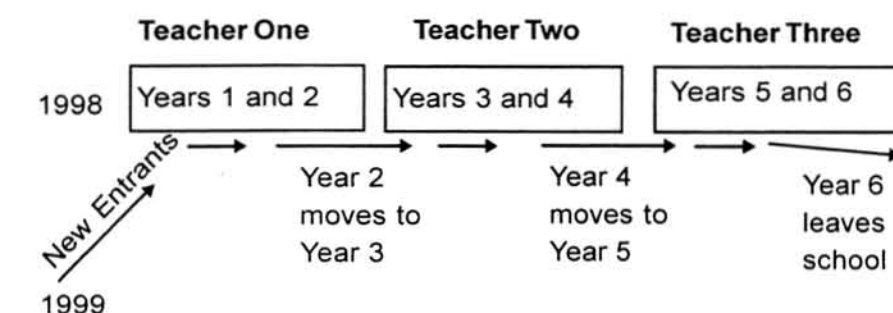 Teacher One Teacher Two Teacher Three
1998 Years 1 and 2 Years 3 and 4 Years 5 and 6
New Entrants
Year 2 Year 4 Year 6
moves to moves to leaves
Year 3 Year 5 school
1999